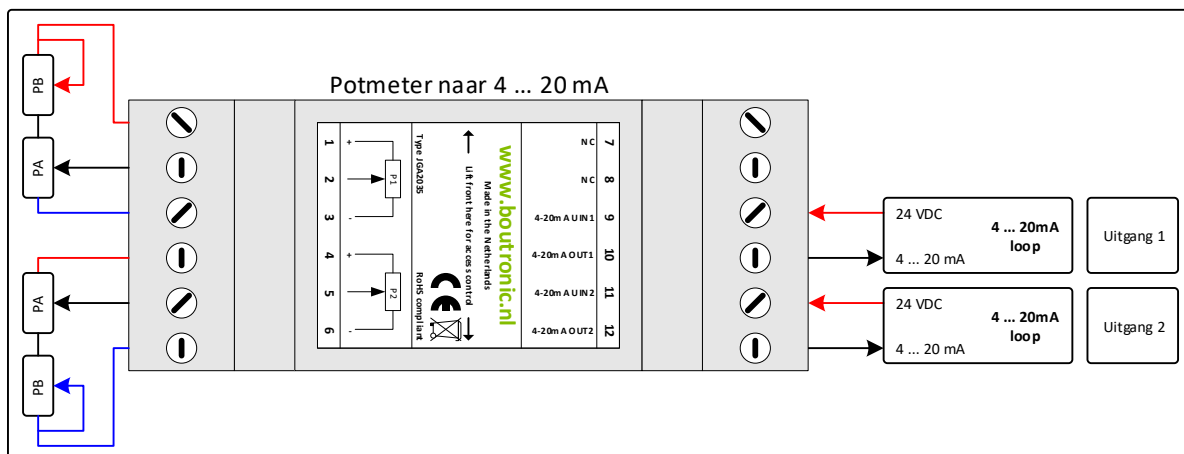 Potmeter naar 4 ... 20 mA
PB
PA
PA
PB
1
2
3
4
5
6
+
P1
-
+
P2
-
Type JGA2035
RoHS compliant
Lift front here for access control
Made in the Netherlands
www.boutronic.nl
CE
NC
7
NC
8
4-20mA UIN1
9
4-20mA OUT1
10
4-20mA UIN2
11
4-20mA OUT2
12
24 VDC
4 ... 20mA
loop
4 ... 20 mA
Uitgang 1
24 VDC
4 ... 20mA
loop
4 ... 20 mA
Uitgang 2